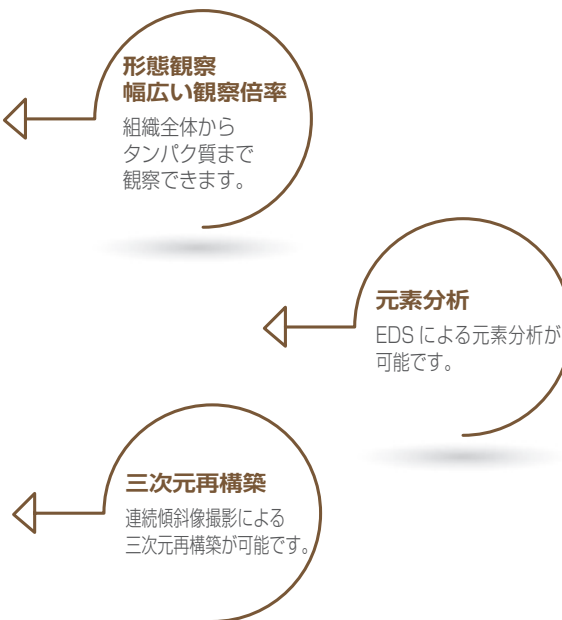 形態観察
幅広い観察倍率
組織全体から
タンパク質まで
観察できます。
元素分析
EDS による元素分析が
可能です。
三次元再構築
連続傾斜像撮影による
三次元再構築が可能です。